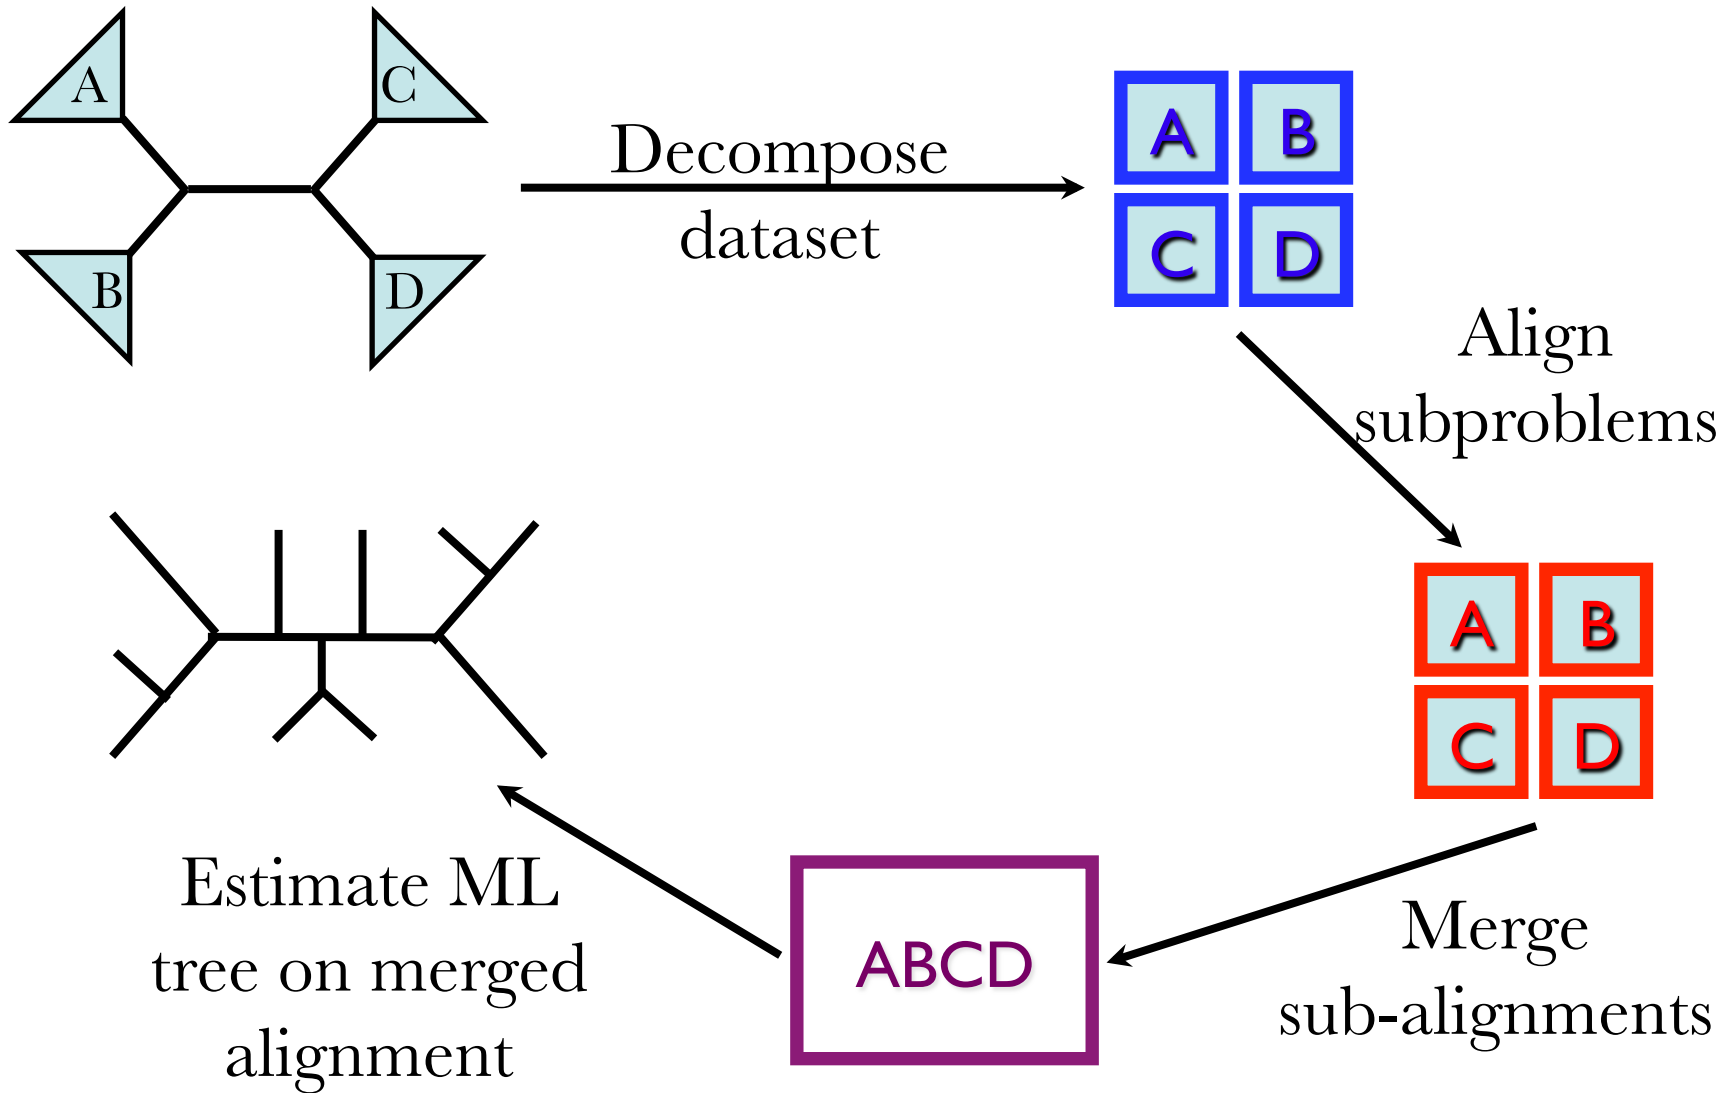 A
C
B
D
Decompose
dataset
A B
C D
Align
subproblems
A B
C D
Merge
sub-alignments
ABCD
Estimate ML
tree on merged
alignment